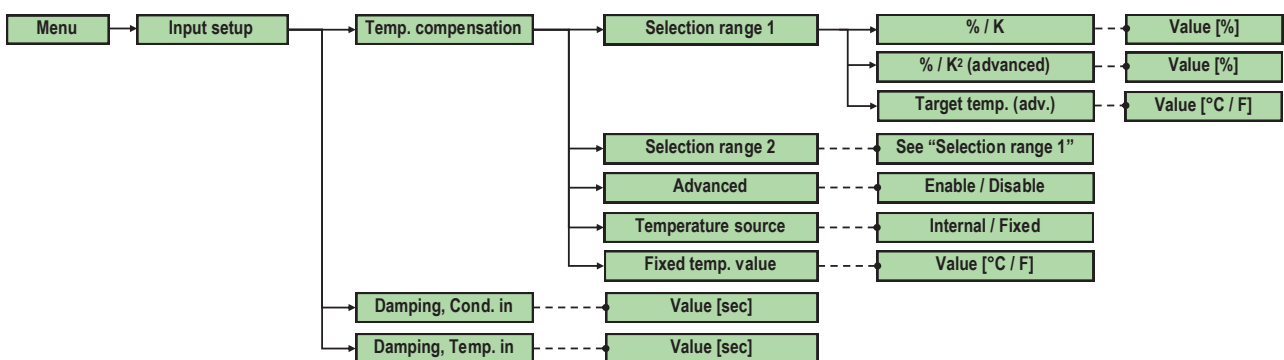 Menu
Input setup
Temp. compensation
Selection range 1
% / K
Value [%]
% / K² (advanced)
Value [%]
Target temp. (adv.)
Value [°C / F]
Selection range 2
See “Selection range 1”
Advanced
Enable / Disable
Temperature source
Internal / Fixed
Fixed temp. value
Value [°C / F]
Damping, Cond. in
Value [sec]
Damping, Temp. in
Value [sec]